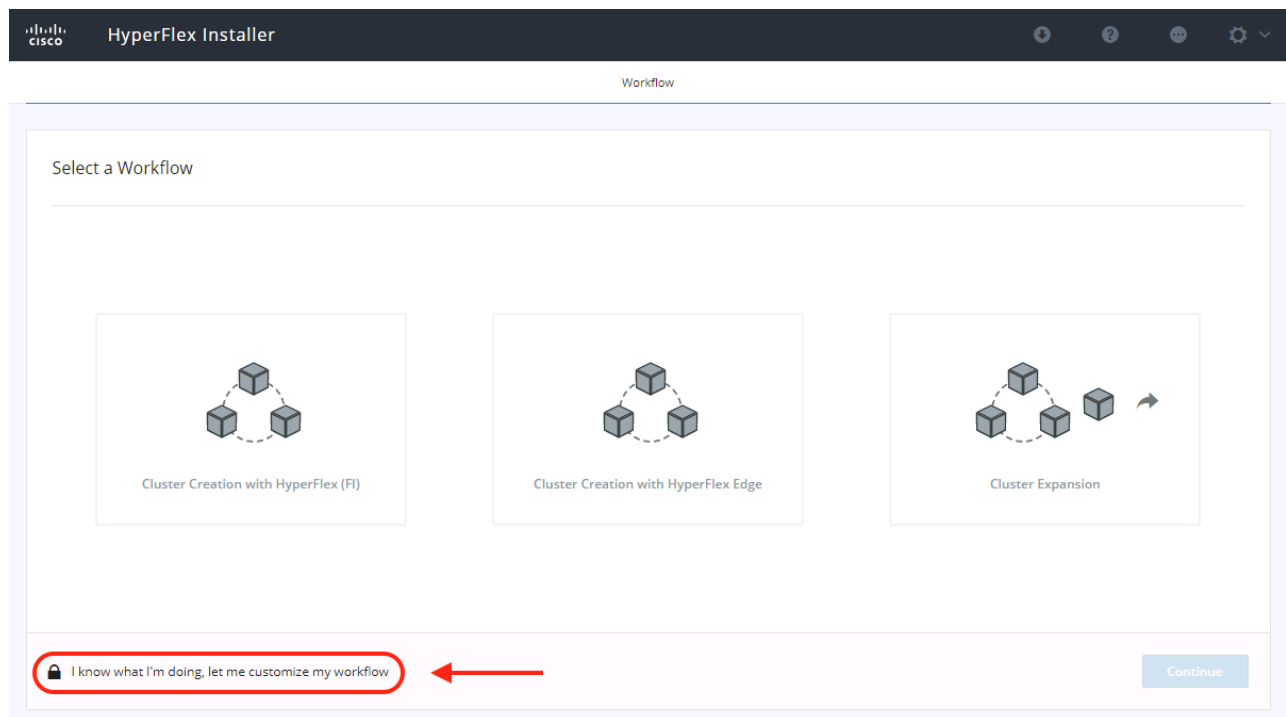 CISCO
HyperFlex Installer
Workflow
Select a Workflow
Cluster Creation with HyperFlex (FI)
Cluster Creation with HyperFlex Edge
Cluster Expansion
I know what I'm doing, let me customize my workflow
Continue